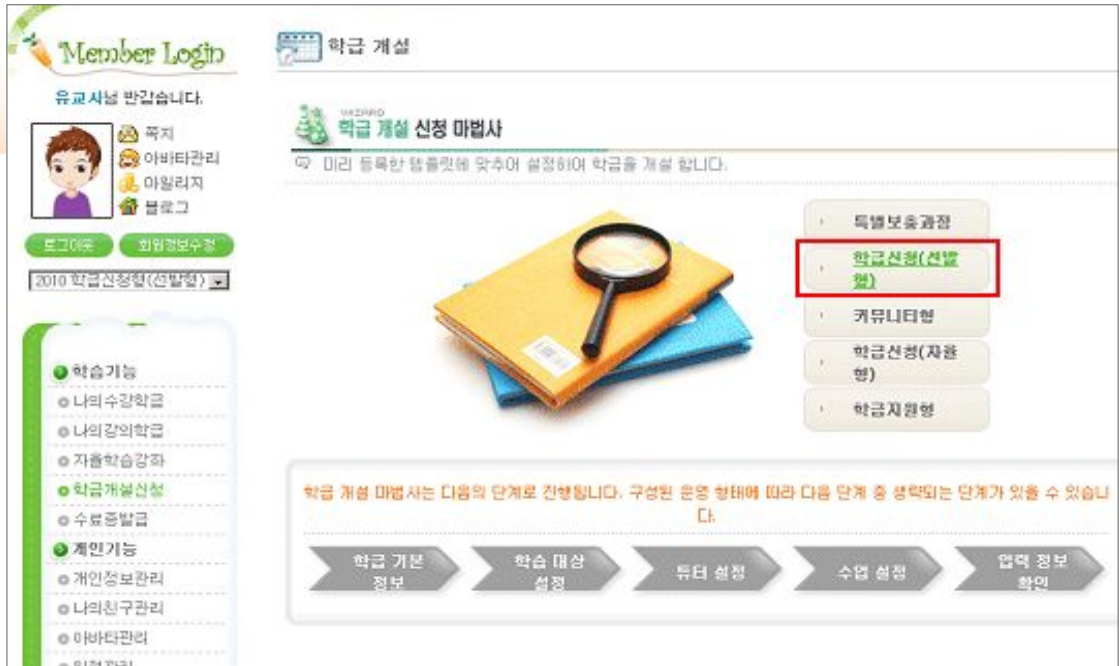 Member Login
유교사님 반갑습니다.
쪽지
아바타관리
마일리지
블로그
로그아웃
회원정보수정
2010 학급신청형(선발형)
학습기능
나의수강학급
나의강의학급
자율학습강좌
학급개설신청
수료증발급
개인기능
개인정보관리
나의친구관리
아바타관리
학급 개설
WIZARD
학급 개설 신청 마법사
미리 등록한 템플릿에 맞추어 설정하여 학급을 개설 합니다.
특별보충과정
학급신청(선발
형)
커뮤니티형
학급신청(자율
형)
학급지원형
학급 개설 마법사는 다음의 단계로 진행됩니다. 구성된 운영 형태에 따라 다음 단계 중 생략되는 단계가 있을 수 있습니
다.
학급 기본
정보
학습 대상
설정
튜터 설정
수업 설정
입력 정보
확인